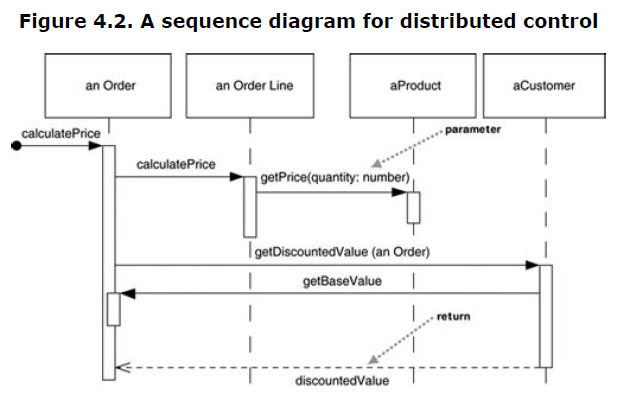 Figure 4.2. A sequence diagram for distributed control
an Order
an Order Line
aProduct
aCustomer
calculatePrice
parameter
calculatePrice
getPrice(quantity: number)
getDiscountedValue (an Order)
getBaseValue
return
discountedValue